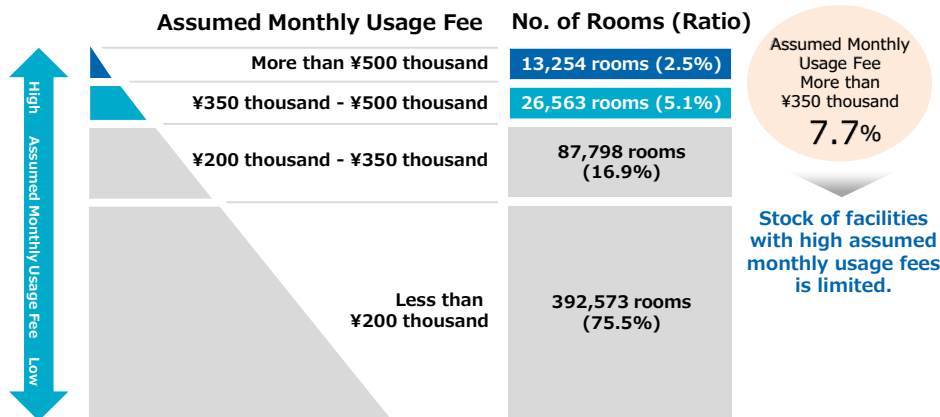 Assumed Monthly Usage Fee
No. of Rooms (Ratio)
High
Assumed Monthly Usage Fee
Low
More than ¥500 thousand
13,254 rooms (2.5%)
¥350 thousand - ¥500 thousand
26,563 rooms (5.1%)
¥200 thousand - ¥350 thousand
87,798 rooms
(16.9%)
Less than
¥200 thousand
392,573 rooms
(75.5%)
Assumed Monthly
Usage Fee
More than
¥350 thousand
7.7%
Stock of facilities
with high assumed
monthly usage fees
is limited.